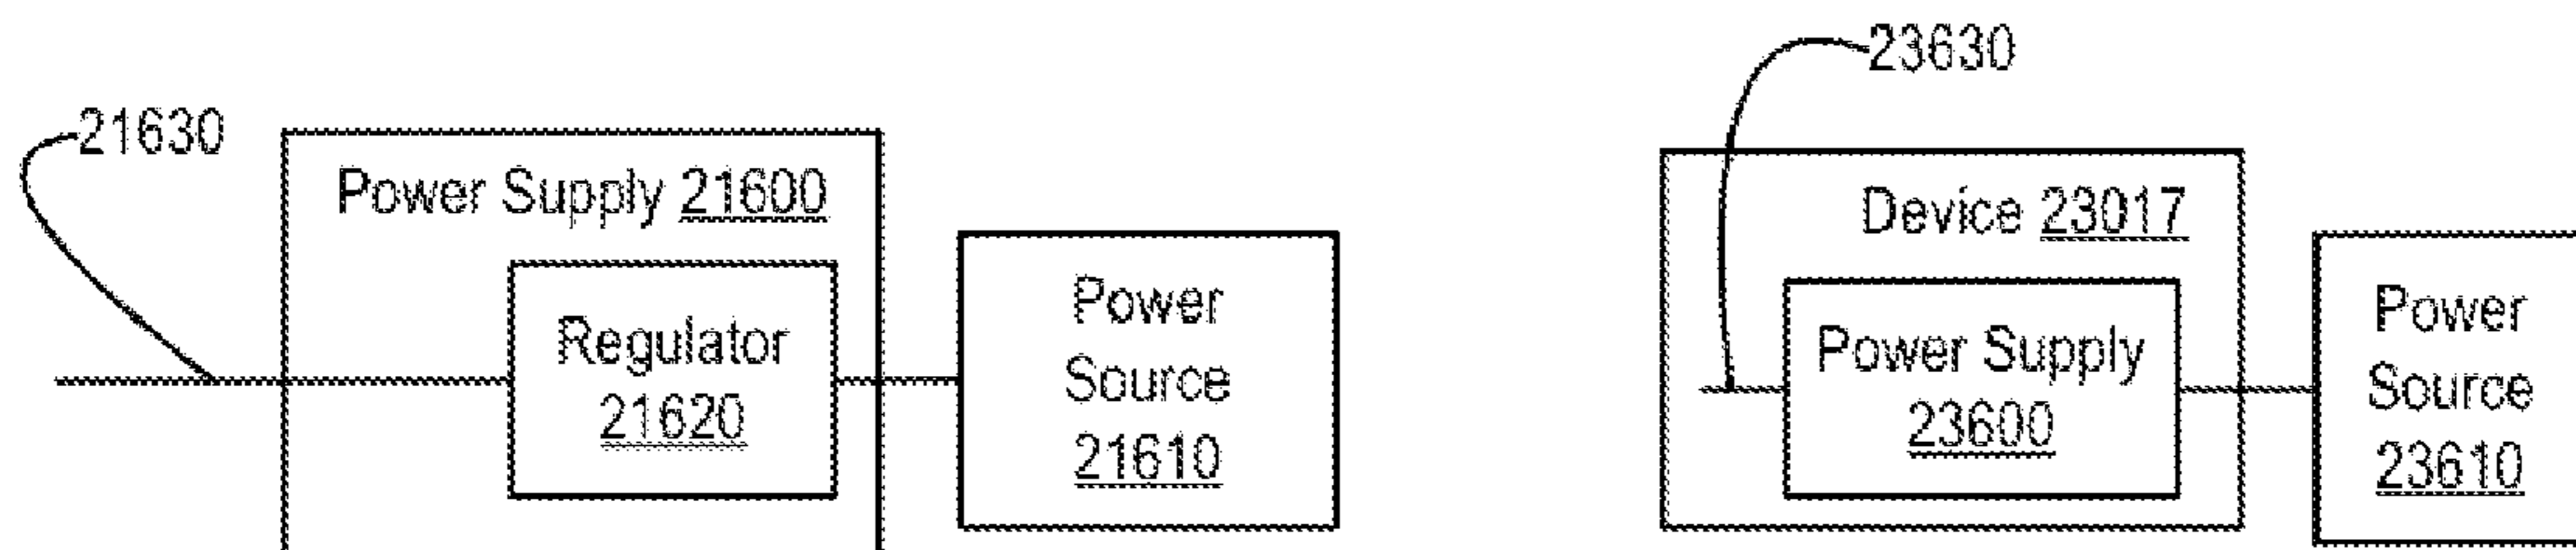 21630
Power Supply 21600
Regulator
21620
Power
Source
21610
23630
Device 23017
Power Supply
23600
Power
Source
23610